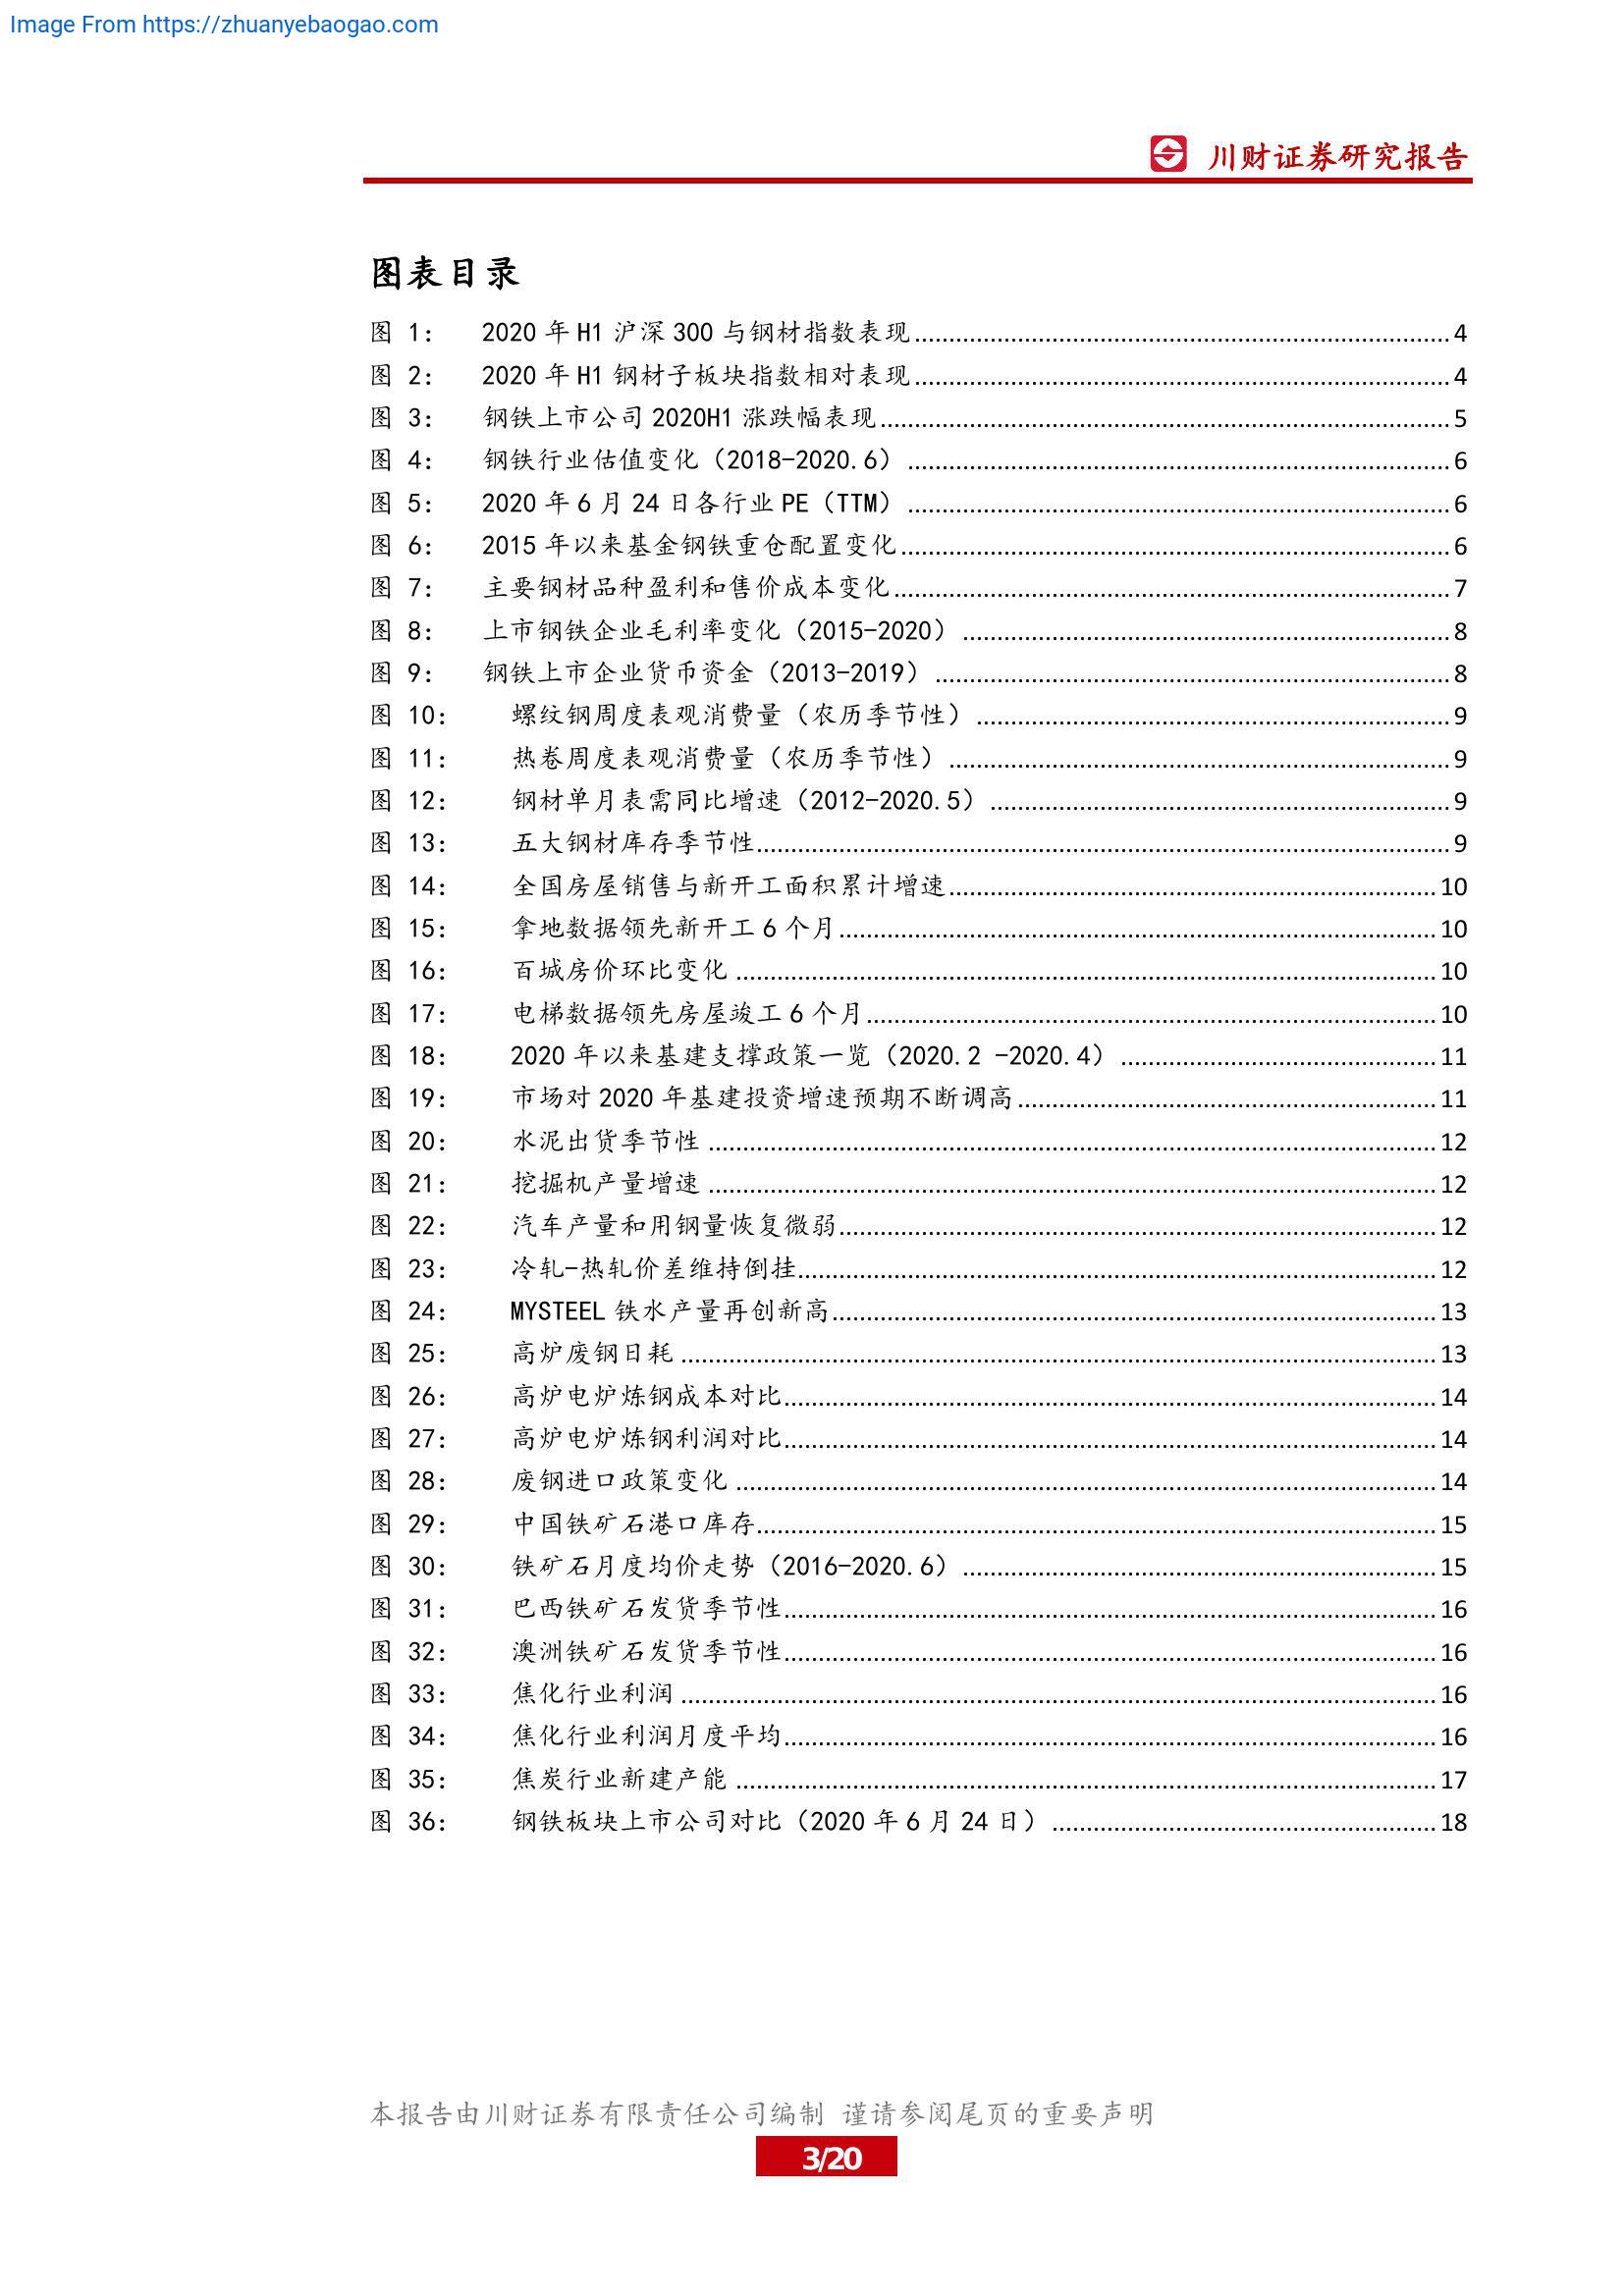 Image From https://zhuanyebaogao.com
川财证券研究报告
图表目录
图 1： 2020 年 H1 沪深 300 与钢材指数表现 4
图 2： 2020 年 H1 钢材子板块指数相对表现 4
图 3： 钢铁上市公司 2020H1 涨跌幅表现 5
图 4： 钢铁行业估值变化（2018-2020.6） 6
图 5： 2020 年 6 月 24 日各行业 PE（TTM） 6
图 6： 2015 年以来基金钢铁重仓配置变化 6
图 7： 主要钢材品种盈利和售价成本变化 7
图 8： 上市钢铁企业毛利率变化（2015-2020） 8
图 9： 钢铁上市企业货币资金（2013-2019） 8
图 10： 螺纹钢周度表观消费量（农历季节性） 9
图 11： 热卷周度表观消费量（农历季节性） 9
图 12： 钢材单月表需同比增速（2012-2020.5） 9
图 13： 五大钢材库存季节性 9
图 14： 全国房屋销售与新开工面积累计增速 10
图 15： 拿地数据领先新开工 6 个月 10
图 16： 百城房价环比变化 10
图 17： 电梯数据领先房屋竣工 6 个月 10
图 18： 2020 年以来基建支撑政策一览（2020.2 -2020.4） 11
图 19： 市场对 2020 年基建投资增速预期不断调高 11
图 20： 水泥出货季节性 12
图 21： 挖掘机产量增速 12
图 22： 汽车产量和用钢量恢复微弱 12
图 23： 冷轧-热轧价差维持倒挂 12
图 24： MYSTEEL 铁水产量再创新高 13
图 25： 高炉废钢日耗 13
图 26： 高炉电炉炼钢成本对比 14
图 27： 高炉电炉炼钢利润对比 14
图 28： 废钢进口政策变化 14
图 29： 中国铁矿石港口库存 15
图 30： 铁矿石月度均价走势（2016-2020.6） 15
图 31： 巴西铁矿石发货季节性 16
图 32： 澳洲铁矿石发货季节性 16
图 33： 焦化行业利润 16
图 34： 焦化行业利润月度平均 16
图 35： 焦炭行业新建产能 17
图 36： 钢铁板块上市公司对比（2020 年 6 月 24 日） 18
本报告由川财证券有限责任公司编制 谨请参阅尾页的重要声明
3/20